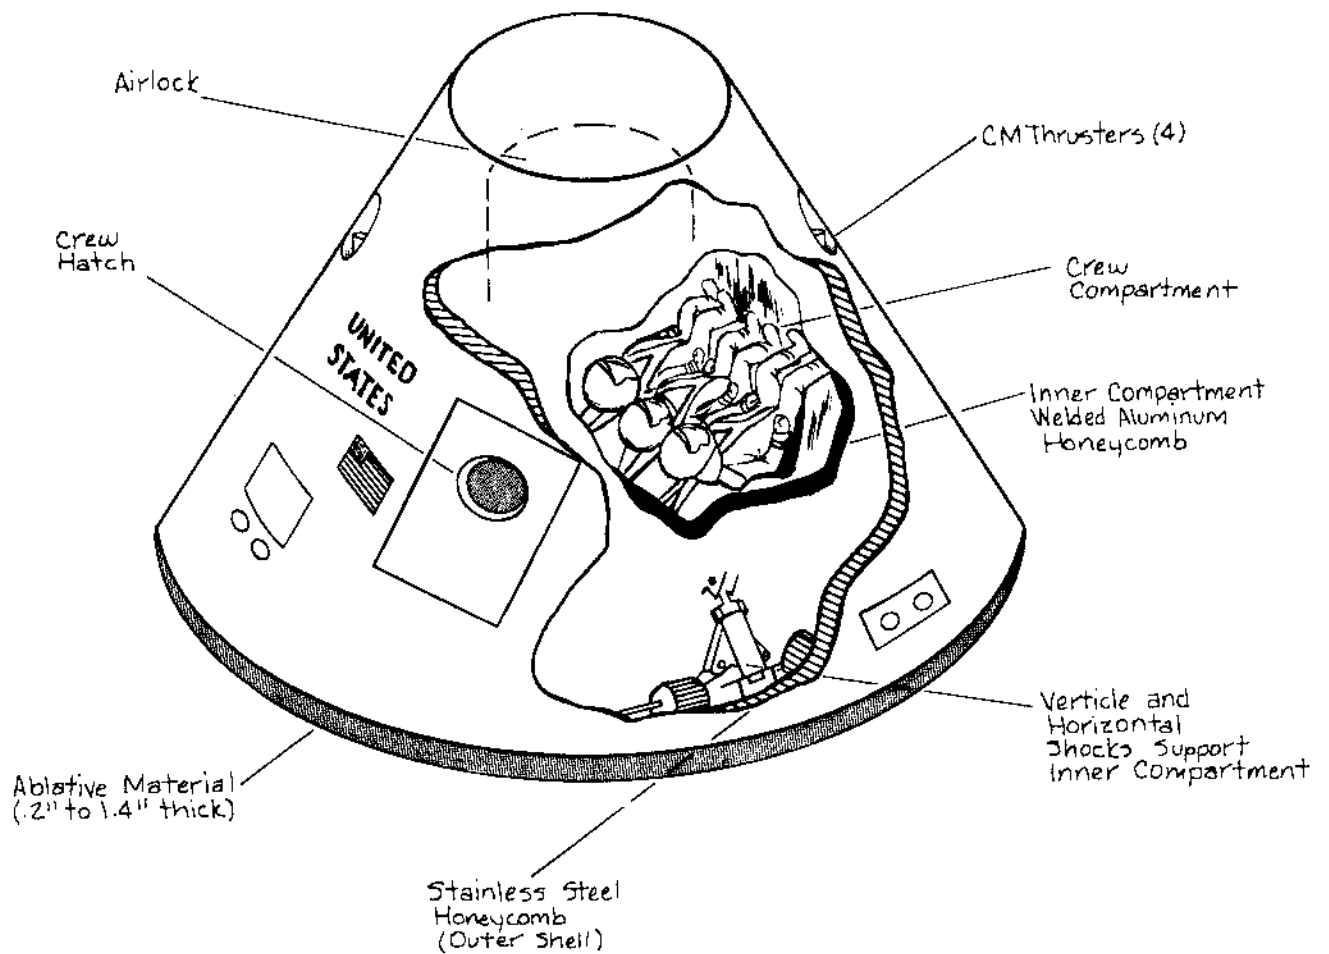 Airlock
CM Thrusters (4)
Crew
Hatch
Crew
Compartment
UNITED
STATES
Inner Compartment
Welded Aluminum
Honeycomb
Verticle and
Horizontal
Shocks Support
Inner Compartment
Ablative Material
(.2" to 1.4" thick)
Stainless Steel
Honeycomb
(Outer Shell)